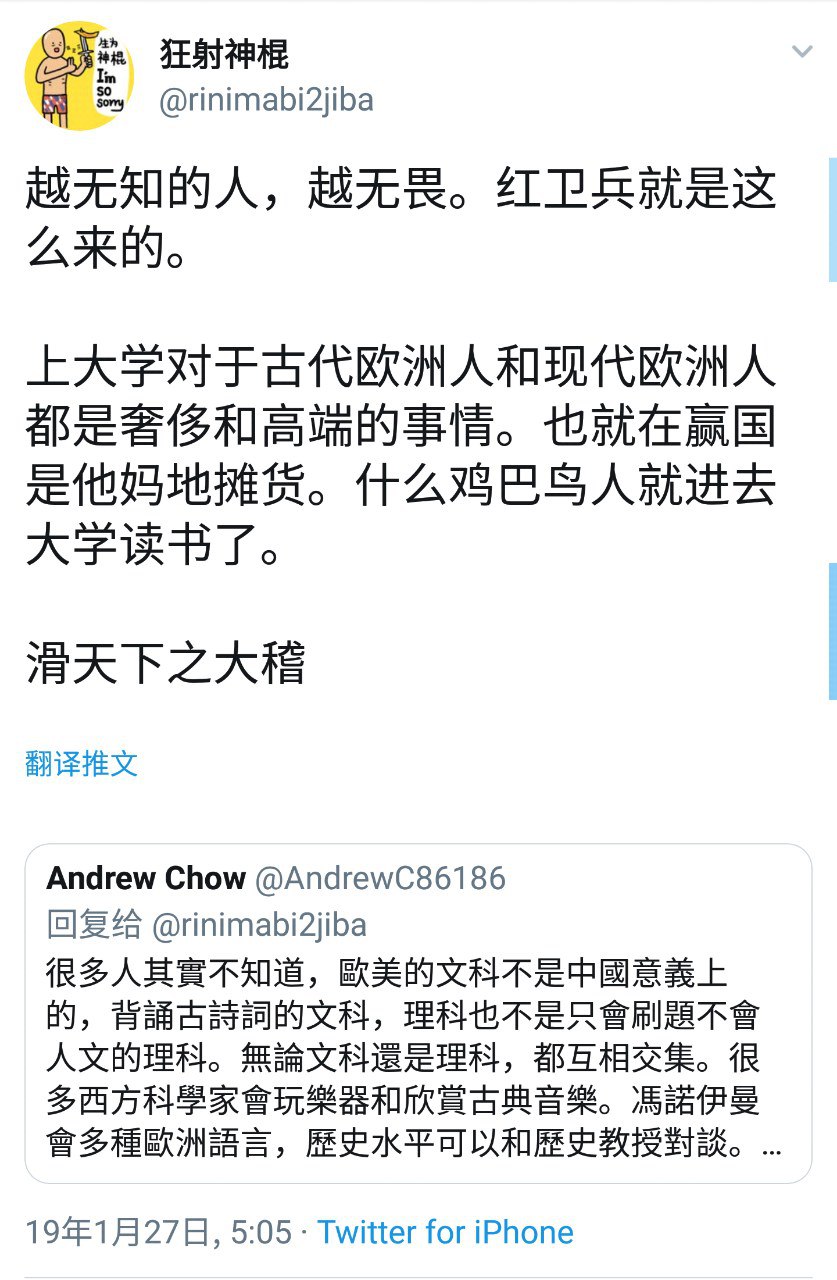 生为
神棍
I'm
so
sorry
狂射神棍
@rinimabi2jiba
越无知的人，越无畏。红卫兵就是这
么来的。
上大学对于古代欧洲人和现代欧洲人
都是奢侈和高端的事情。也就在赢国
是他妈地摊货。什么鸡巴鸟人就进去
大学读书了。
滑天下之大稽
翻译推文
Andrew Chow @AndrewC86186
回复给 @rinimabi2jiba
很多人其實不知道，歐美的文科不是中國意義上
的，背誦古詩詞的文科，理科也不是只會刷題不會
人文的理科。無論文科還是理科，都互相交集。很
多西方科學家會玩樂器和欣賞古典音樂。馮諾伊曼
會多種歐洲語言，歷史水平可以和歷史教授對談。...
19年1月27日, 5:05 · Twitter for iPhone